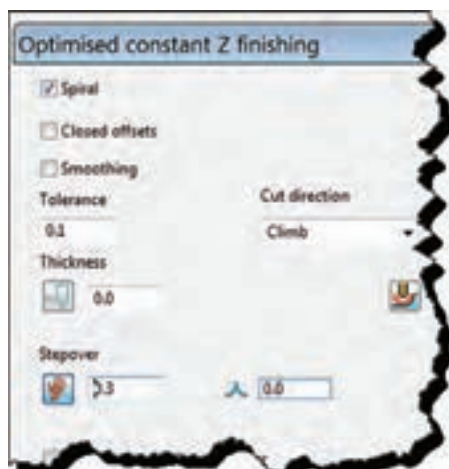 Optimised constant Z finishing
Spiral
Closed offsets
Smoothing
Tolerance Cut direction
0.1 Climb
Thickness
0.0
Stepover
0.0